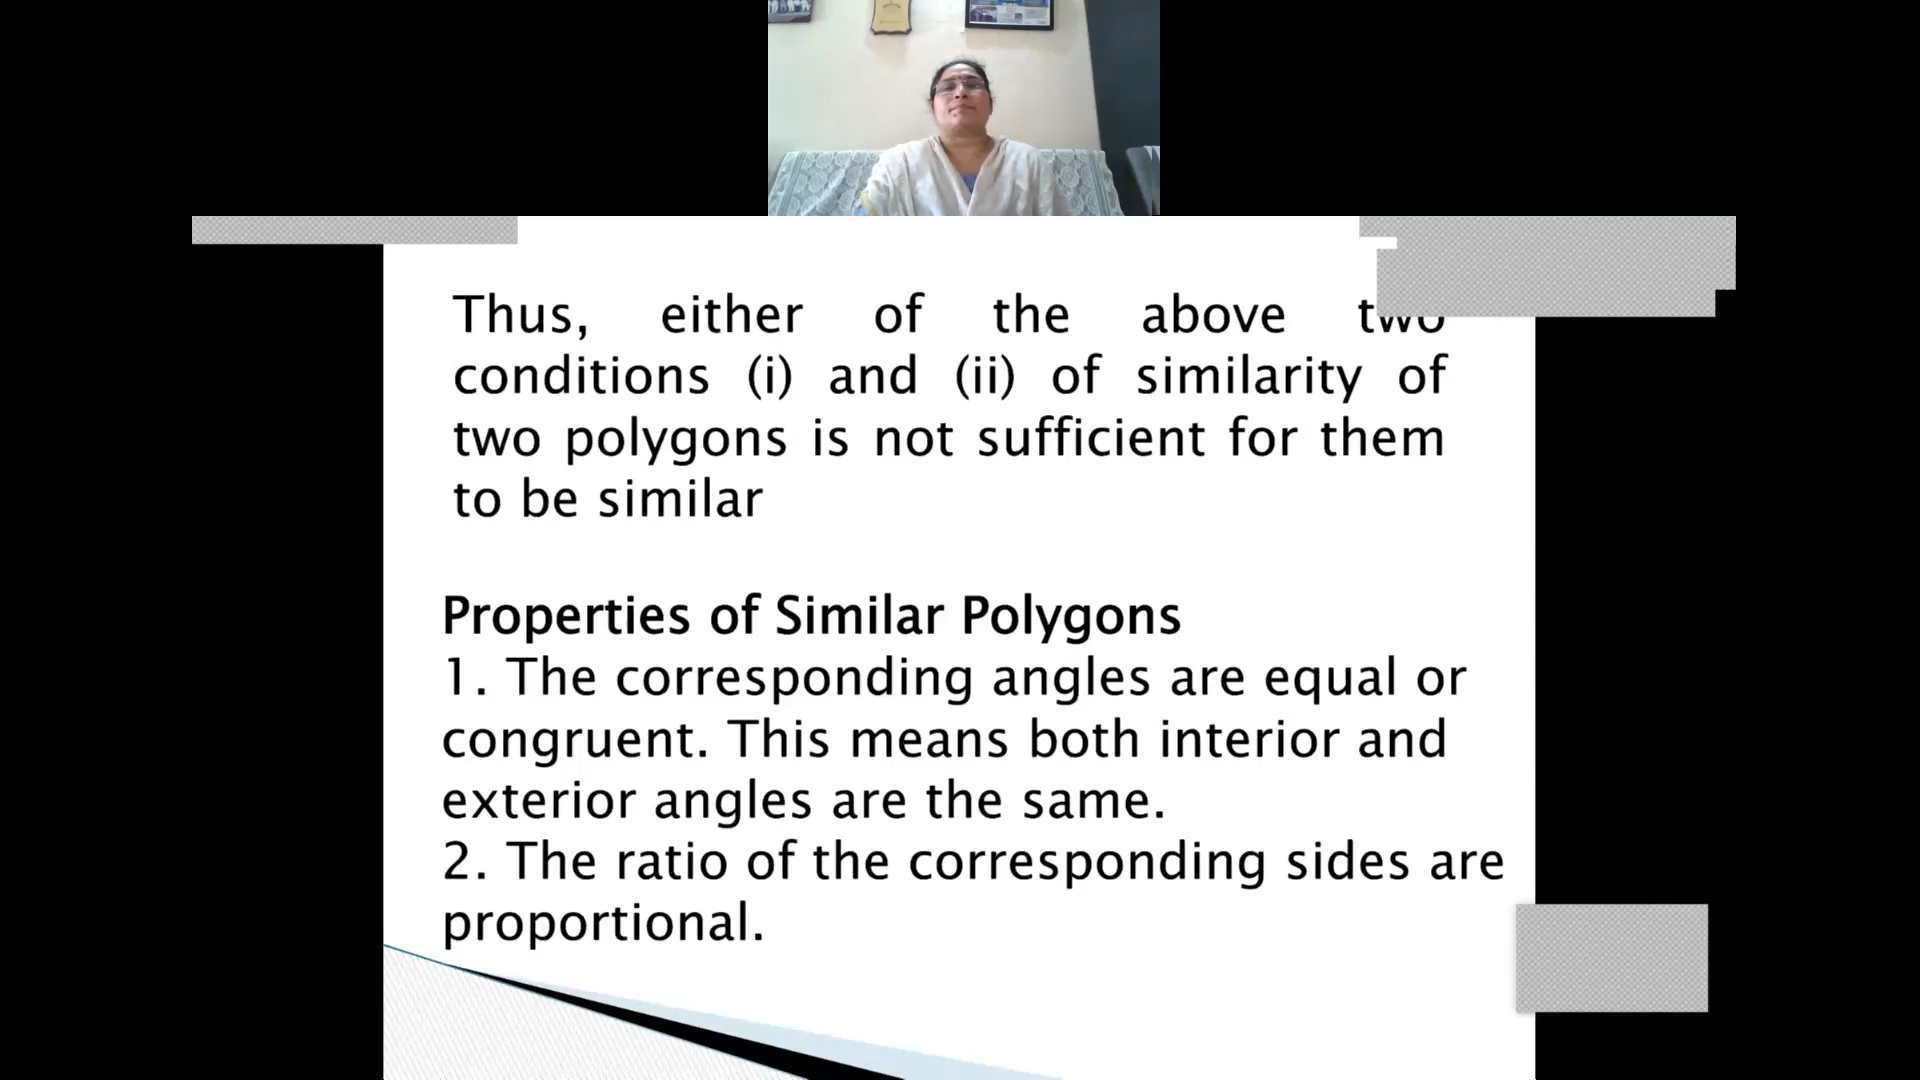 Thus, either of the above two
conditions (i) and (ii) of similarity of
two polygons is not sufficient for them
to be similar
Properties of Similar Polygons
1. The corresponding angles are equal or
congruent. This means both interior and
exterior angles are the same.
2. The ratio of the corresponding sides are
proportional.